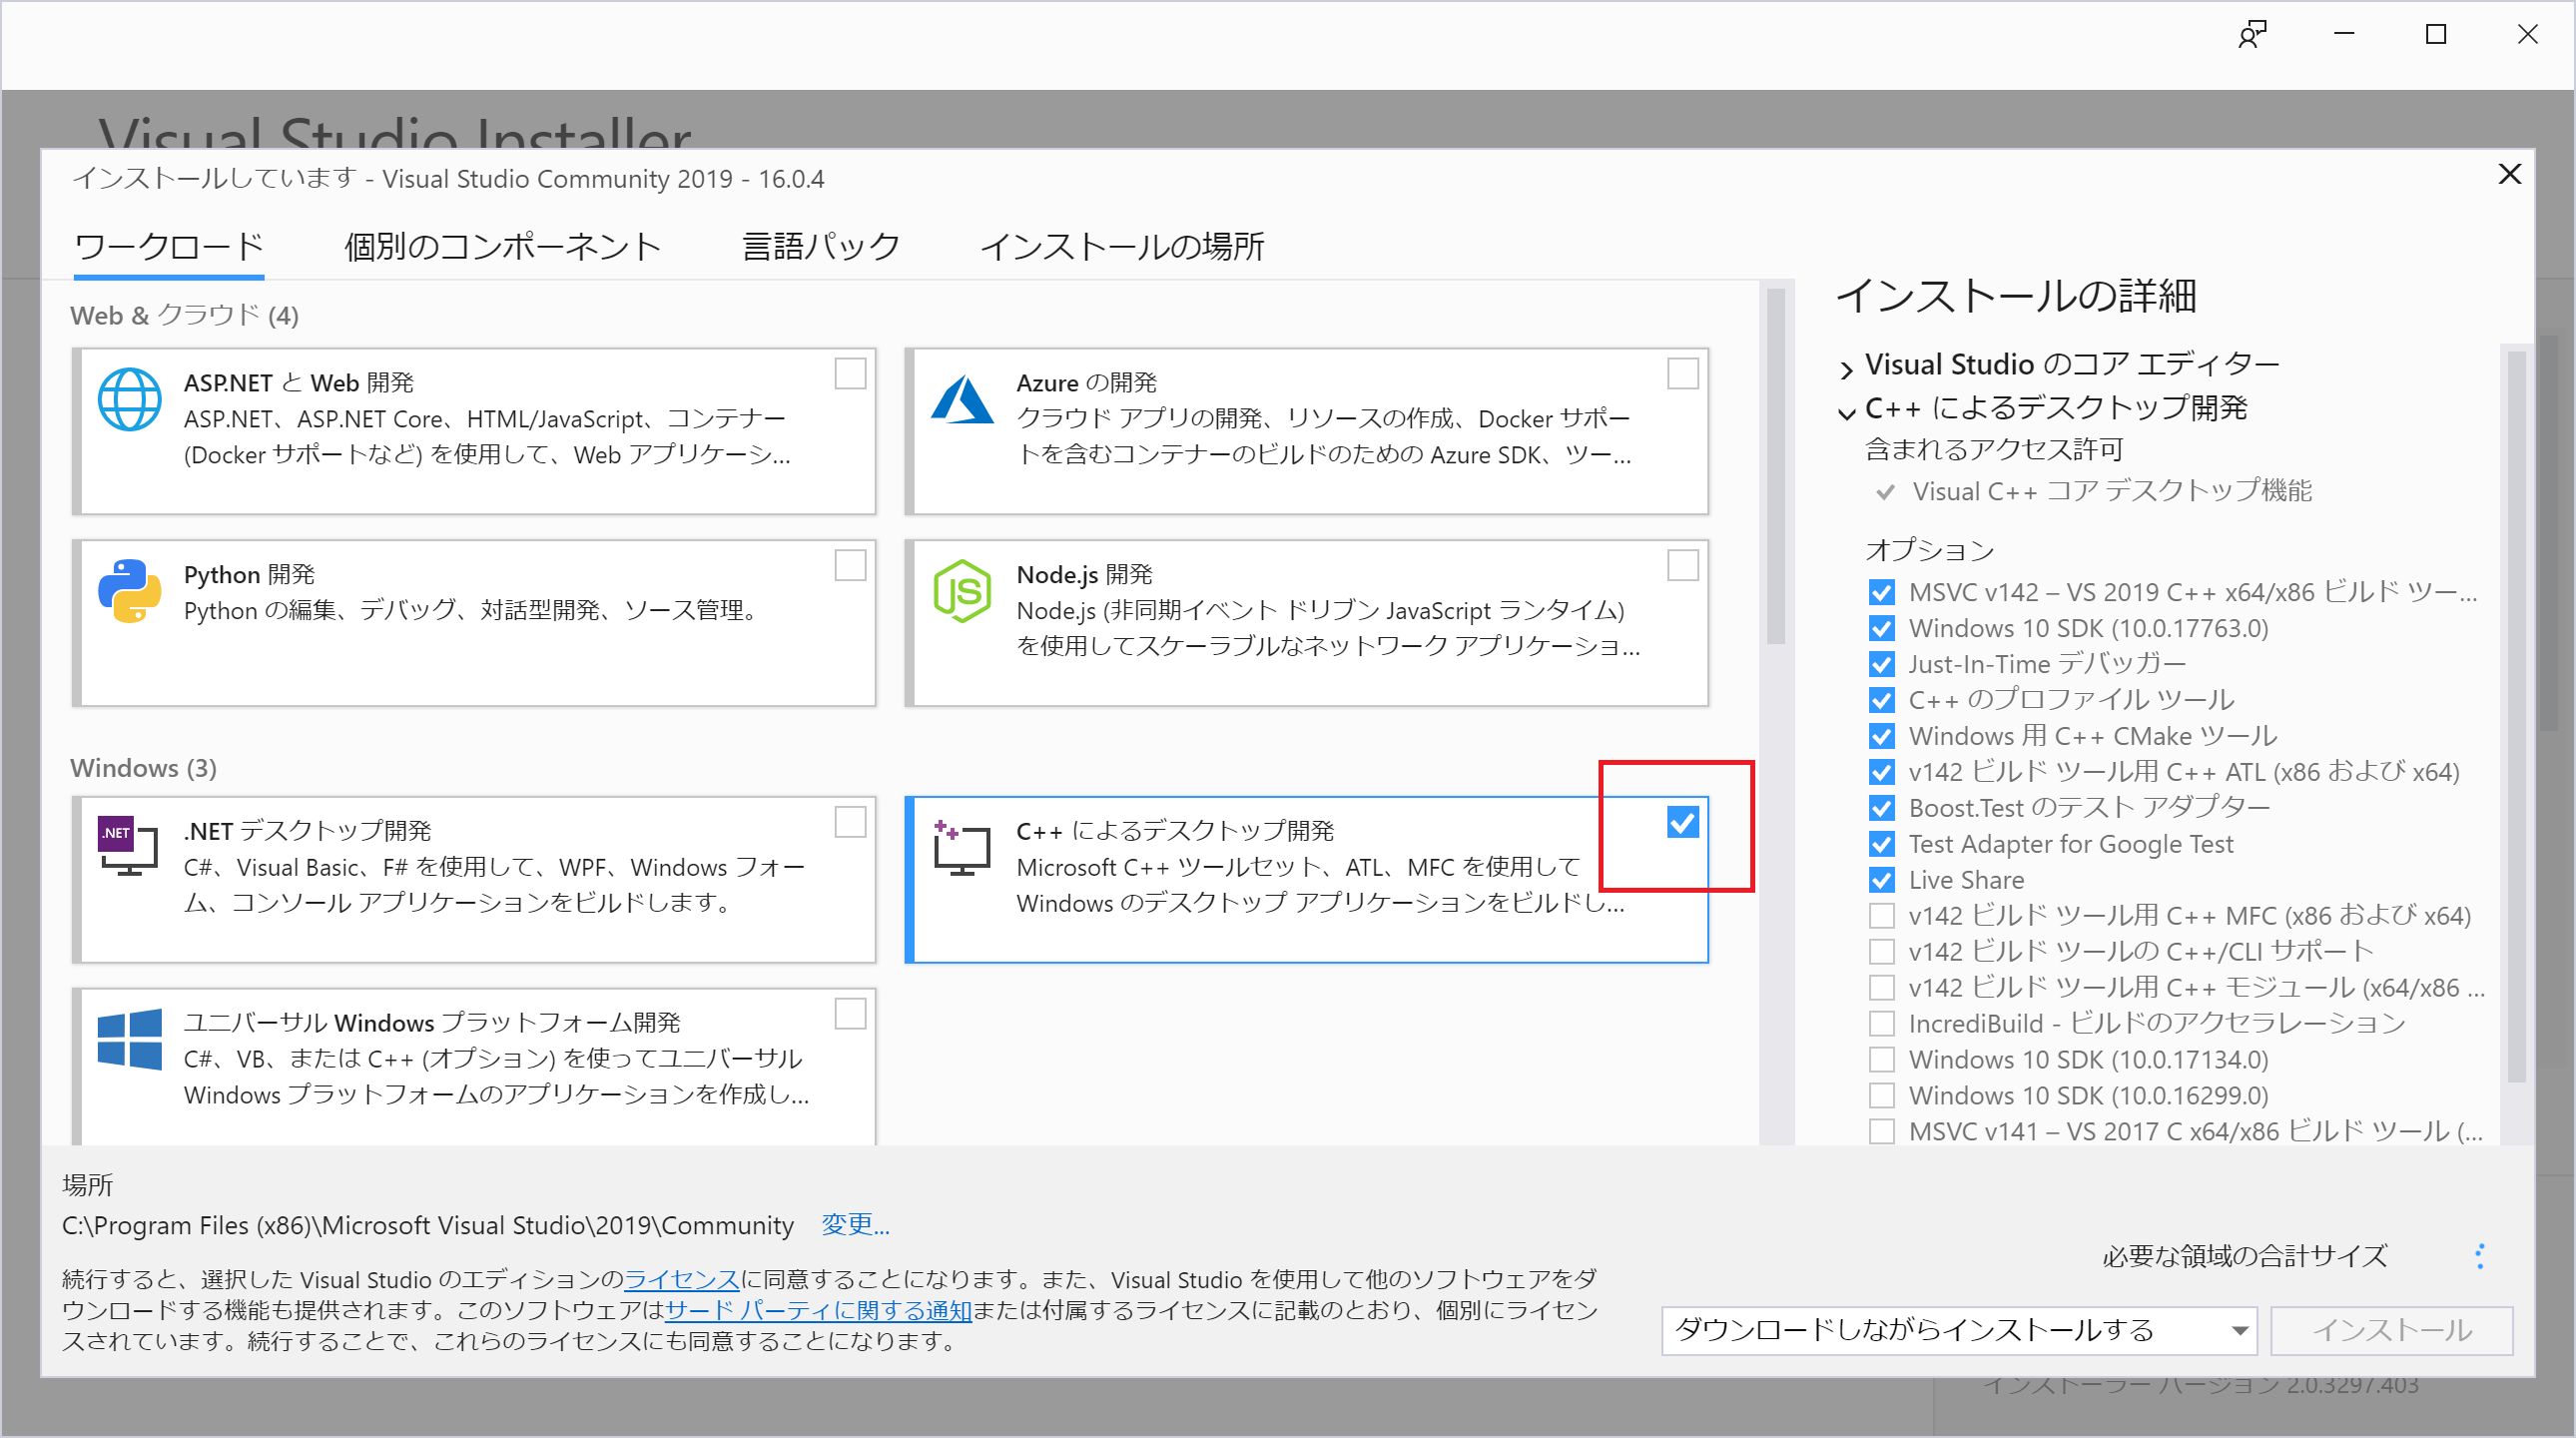 Visual Studio Installer
インストールしています - Visual Studio Community 2019 - 16.0.4
ワークロード
個別のコンポーネント
言語パック
インストールの場所
Web & クラウド (4)
ASP.NET と Web 開発
ASP.NET、ASP.NET Core、HTML/JavaScript、コンテナー
(Docker サポートなど) を使用して、Web アプリケーシ...
Azure の開発
クラウド アプリの開発、リソースの作成、Docker サポー
トを含むコンテナーのビルドのための Azure SDK、ツー...
Python 開発
Python の編集、デバッグ、対話型開発、ソース管理。
JS
Node.js 開発
Node.js (非同期イベント ドリブン JavaScript ランタイム)
を使用してスケーラブルなネットワーク アプリケーショ...
Windows (3)
.NET
.NET デスクトップ開発
C#、Visual Basic、F# を使用して、WPF、Windows フォー
ム、コンソール アプリケーションをビルドします。
C++ によるデスクトップ開発
Microsoft C++ ツールセット、ATL、MFC を使用して
Windows のデスクトップ アプリケーションをビルドし...
ユニバーサル Windows プラットフォーム開発
C#、VB、または C++ (オプション) を使ってユニバーサル
Windows プラットフォームのアプリケーションを作成し...
インストールの詳細
Visual Studio のコア エディター
C++ によるデスクトップ開発
含まれるアクセス許可
Visual C++ コア デスクトップ機能
オプション
MSVC v142 – VS 2019 C++ x64/x86 ビルド ツー...
Windows 10 SDK (10.0.17763.0)
Just-In-Time デバッガー
C++ のプロファイル ツール
Windows 用 C++ CMake ツール
v142 ビルド ツール用 C++ ATL (x86 および x64)
Boost.Test のテスト アダプター
Test Adapter for Google Test
Live Share
v142 ビルド ツール用 C++ MFC (x86 および x64)
v142 ビルド ツールの C++/CLI サポート
v142 ビルド ツール用 C++ モジュール (x64/x86 ...
IncrediBuild - ビルドのアクセラレーション
Windows 10 SDK (10.0.17134.0)
Windows 10 SDK (10.0.16299.0)
MSVC v141 – VS 2017 C x64/x86 ビルド ツール (...
場所
C:\Program Files (x86)\Microsoft Visual Studio\2019\Community 変更...
続行すると、選択した Visual Studio のエディションのライセンスに同意することになります。また、Visual Studio を使用して他のソフトウェアをダ
ウンロードする機能も提供されます。このソフトウェアはサード パーティに関する通知または付属するライセンスに記載のとおり、個別にライセン
スされています。続行することで、これらのライセンスにも同意することになります。
必要な領域の合計サイズ
ダウンロードしながらインストールする
インストール
インストーラー バージョン 2.0.3297.403